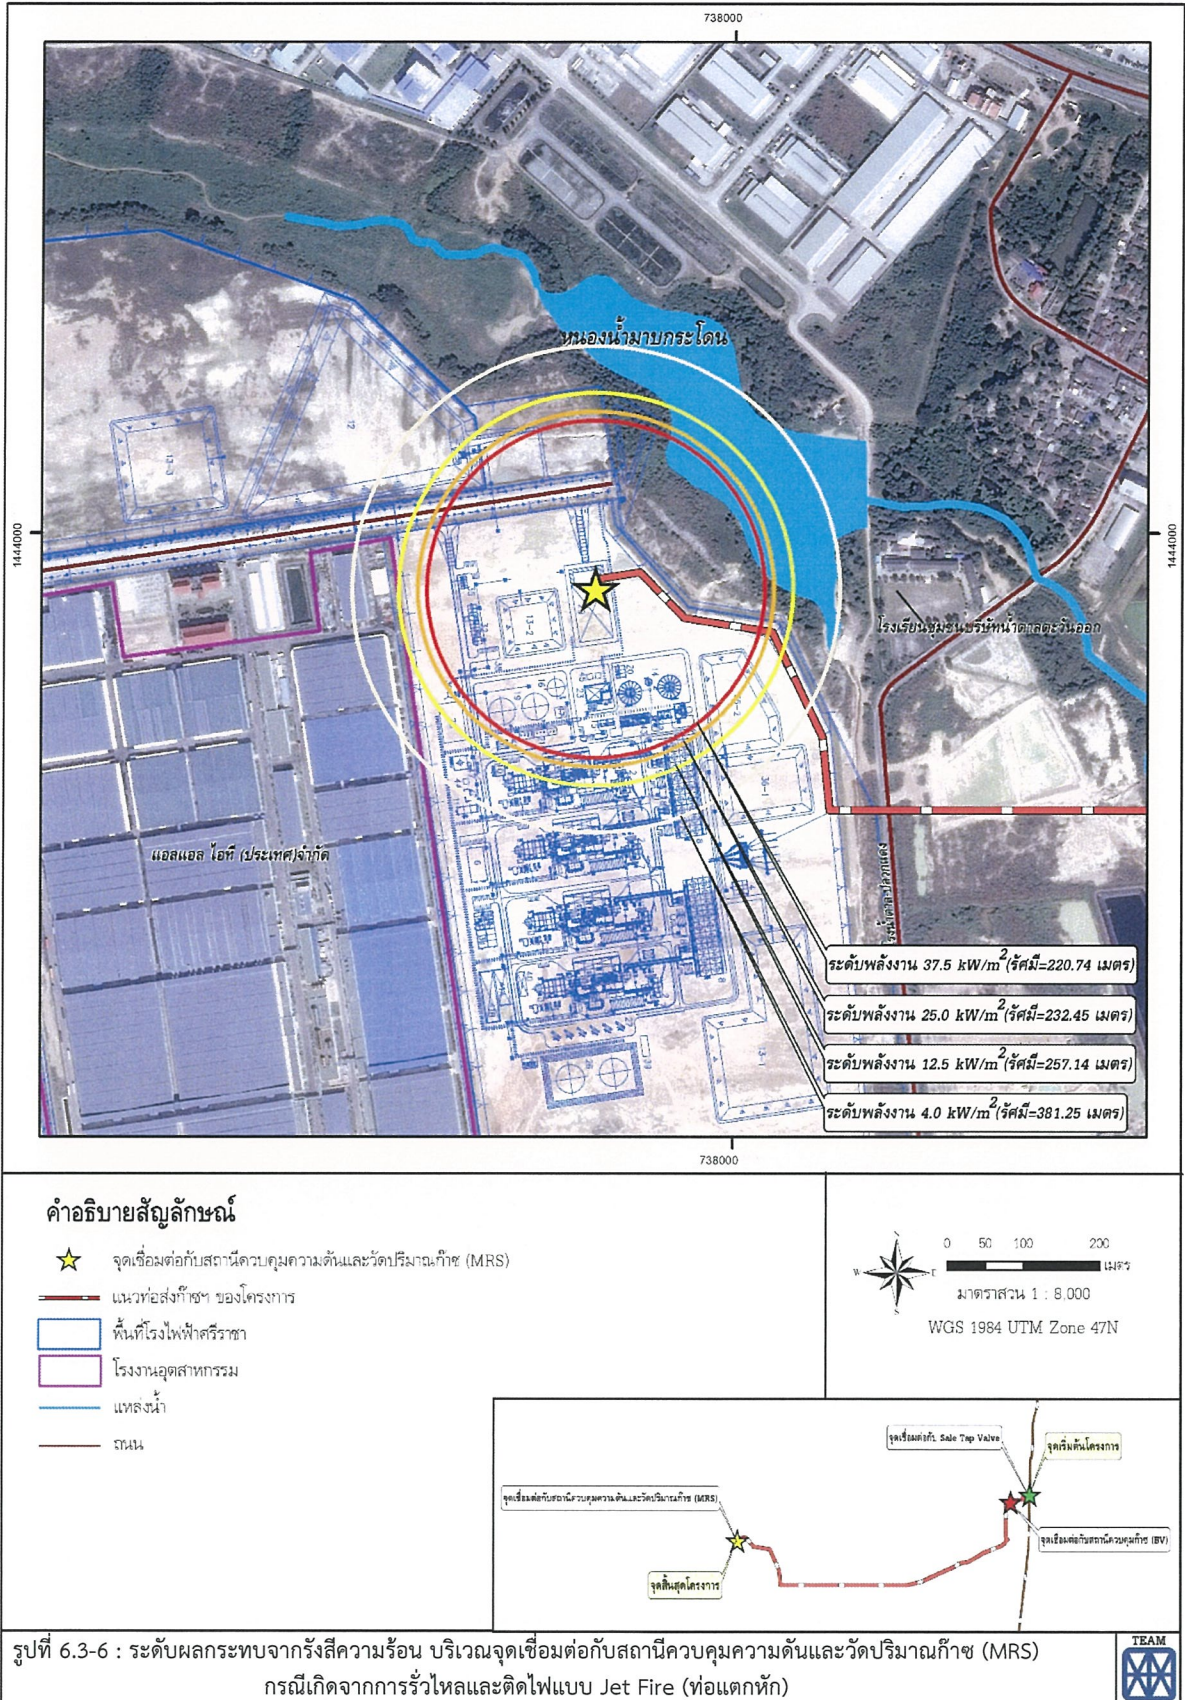 738000
หนองน้ำมาบกระโดน
12
13-3
1444000
1444000
13-2
โรงเรียนชุมชนบริษัทน้ำตาลตะวันออก
16
36-1
แอลแอล ไอที (ประเทศ)จำกัด
ระดับพลังงาน 37.5 kW/m2 (รัศมี=220.74 เมตร)
ระดับพลังงาน 25.0 kW/m2 (รัศมี=232.45 เมตร)
ระดับพลังงาน 12.5 kW/m2 (รัศมี=257.14 เมตร)
ระดับพลังงาน 4.0 kW/m2 (รัศมี=381.25 เมตร)
13-1
738000
คำอธิบายสัญลักษณ์
จุดเชื่อมต่อกับสถานีควบคุมความดันและวัดปริมาณก๊าซ (MRS)
แนวท่อส่งก๊าซฯ ของโครงการ
พื้นที่โรงไฟฟ้าศรีราชา
โรงงานอุตสาหกรรม
แหล่งน้ำ
ถนน
N
W E
S
0 50 100 200
เมตร
มาตราส่วน 1 : 8,000
WGS 1984 UTM Zone 47N
จุดเชื่อมต่อกับ Sale Tap Valve
จุดเริ่มต้นโครงการ
จุดเชื่อมต่อกับสถานีควบคุมความดันและวัดปริมาณก๊าซ (MRS)
จุดเชื่อมต่อกับสถานีควบคุมก๊าซ (BV)
จุดสิ้นสุดโครงการ
รูปที่ 6.3-6 : ระดับผลกระทบจากรังสีความร้อน บริเวณจุดเชื่อมต่อกับสถานีควบคุมความดันและวัดปริมาณก๊าซ (MRS)
กรณีเกิดจากการรั่วไหลและติดไฟแบบ Jet Fire (ท่อแตกหัก)
TEAM